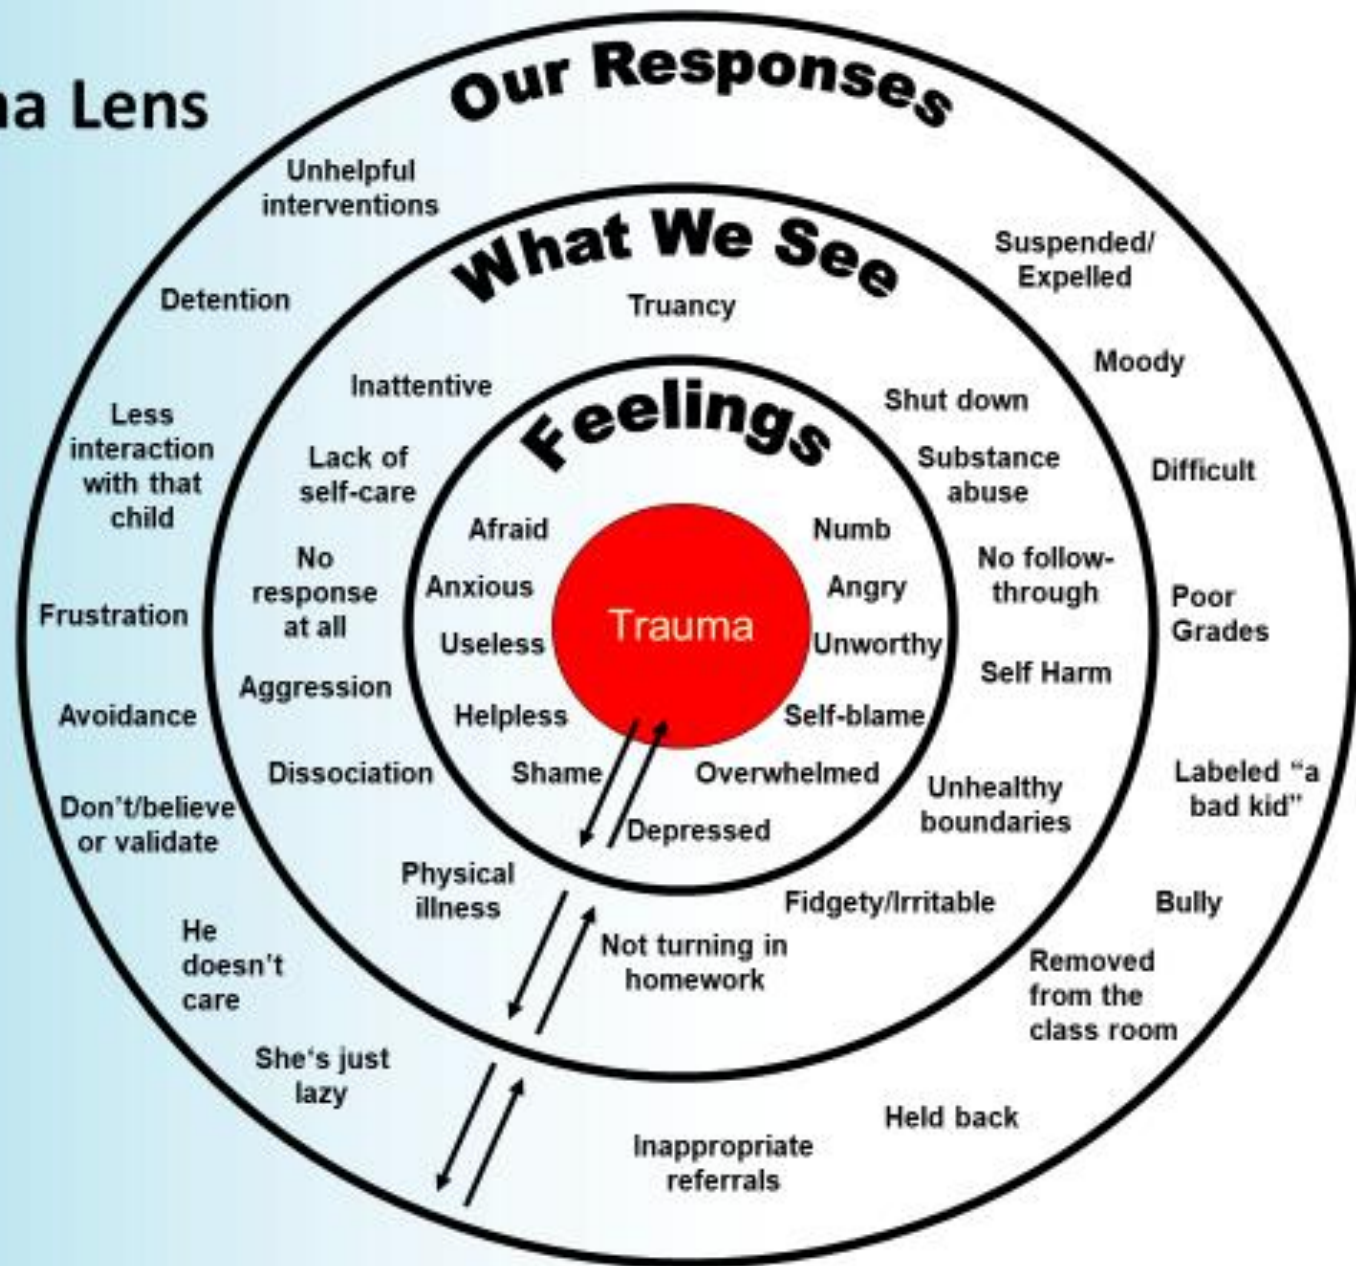 na Lens
Our Responses
Unhelpful
interventions
Detention
Less
interaction
with that
child
Frustration
Avoidance
Don't/believe
or validate
He
doesn't
care
She's just
lazy
Inappropriate
referrals
Held back
Removed
from the
class room
Bully
Labeled “a
bad kid”
Poor
Grades
Difficult
Moody
Suspended/
Expelled
What We See
Truancy
Inattentive
Lack of
self-care
No
response
at all
Aggression
Dissociation
Physical
illness
Not turning in
homework
Fidgety/Irritable
Unhealthy
boundaries
Self Harm
No follow-
through
Substance
abuse
Shut down
Feelings
Afraid
Anxious
Useless
Helpless
Shame
Depressed
Overwhelmed
Self-blame
Unworthy
Angry
Numb
Trauma